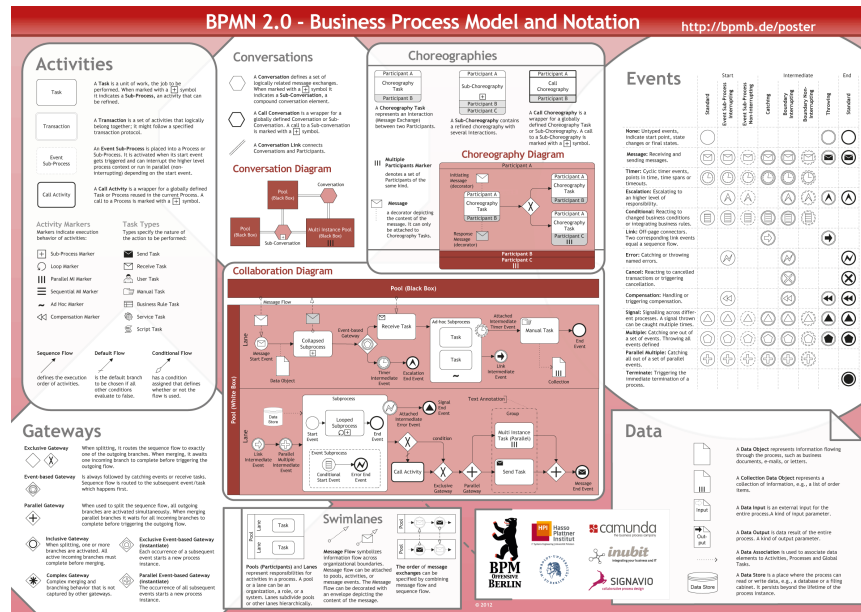 BPMN 2.0 - Business Process Model and Notation
http://bpmb.de/poster
Activities
Task
A Task is a unit of work, the job to be
performed. When marked with a + symbol
it indicates a Sub-Process, an activity that can
be refined.
Transaction
A Transaction is a set of activities that logically
belong together; it might follow a specified
transaction protocol.
Event
Sub-Process
An Event Sub-Process is placed into a Process or
Sub-Process. It is activated when its start event
gets triggered and can interrupt the higher level
process context or run in parallel (non-
interrupting) depending on the start event.
Call Activity
A Call Activity is a wrapper for a globally defined
Task or Process reused in the current Process. A
call to a Process is marked with a + symbol.
Activity Markers
Markers indicate execution
behavior of activities:
Sub-Process Marker
Loop Marker
Parallel MI Marker
Sequential MI Marker
Ad Hoc Marker
Compensation Marker
Task Types
Types specify the nature of
the action to be performed:
Send Task
Receive Task
User Task
Manual Task
Business Rule Task
Service Task
Script Task
Sequence Flow
defines the execution
order of activities.
Default Flow
is the default branch
to be chosen if all
other conditions
evaluate to false.
Conditional Flow
has a condition
assigned that defines
whether or not the
flow is used.
Conversations
A Conversation defines a set of
logically related message exchanges.
When marked with a + symbol it
indicates a Sub-Conversation, a
compound conversation element.
A Call Conversation is a wrapper for a
globally defined Conversation or Sub-
Conversation. A call to a Sub-conversation
is marked with a + symbol.
A Conversation Link connects
Conversations and Participants.
Conversation Diagram
Pool
(Black Box)
Conversation
Pool
(Black Box)
Multi Instance Pool
(Black Box)
Sub-Conversation
Choreographies
Participant A
Choreography
Task
Participant B
A Choreography Task
represents an Interaction
(Message Exchange)
between two Participants.
Participant A
Sub-Choreography
+
Participant B
Participant C
A Sub-Choreography contains
a refined choreography with
several Interactions.
Participant A
Call
Choreography
Participant B
A Call Choreography is a
wrapper for a globally
defined Choreography Task
or Sub-Choreography. A call
to a Sub-Choreography is
marked with a + symbol.
Multiple
Participants Marker
denotes a set of
Participants of the
same kind.
Message
a decorator depicting
the content of the
message. It can only
be attached to
Choreography Tasks.
Choreography Diagram
Participant A
Initiating
Message
(decorator)
Participant A
Choreography
Task
Participant B
Response
Message
(decorator)
Participant A
Choreography
Task
Participant C
Participant A
Choreography
Task
Participant C
Participant B
Participant C
Collaboration Diagram
Pool (Black Box)
Message Flow
Pool (White Box)
Lane
Message
Start Event
Data Object
Collapsed
Subprocess
Event-based
Gateway
Receive Task
Timer
Intermediate
Event
Escalation
End Event
Ad-hoc Subprocess
Task
Task
Attached
Intermediate
Timer Event
Link
Intermediate
Event
Manual Task
End
Event
Collection
Lane
Data
Store
Link
Intermediate
Event
Parallel
Multiple
Intermediate
Event
Subprocess
Start
Event
Looped
Subprocess
End
Event
Event Subprocess
Conditional
Start Event
Error End
Event
Attached
Intermediate
Error Event
Signal
End
Event
Call Activity
condition
Exclusive
Gateway
Parallel
Gateway
Text Annotation
Group
Multi Instance
Task (Parallel)
Send Task
Message
End Event
Events
Start
Intermediate
End
Standard
Event Sub-Process
Interrupting
Event Sub-Process
Non-Interrupting
Catching
Boundary
Interrupting
Boundary Non-
Interrupting
Throwing
Standard
None: Untyped events,
indicate start point, state
changes or final states.
Message: Receiving and
sending messages.
Timer: Cyclic timer events,
points in time, time spans or
timeouts.
Escalation: Escalating to
an higher level of
responsibility.
Conditional: Reacting to
changed business conditions
or integrating business rules.
Link: Off-page connectors.
Two corresponding link events
equal a sequence flow.
Error: Catching or throwing
named errors.
Cancel: Reacting to cancelled
transactions or triggering
cancellation.
Compensation: Handling or
triggering compensation.
Signal: Signalling across differ-
ent processes. A signal thrown
can be caught multiple times.
Multiple: Catching one out of
a set of events. Throwing all
events defined
Parallel Multiple: Catching
all out of a set of parallel
events.
Terminate: Triggering the
immediate termination of a
process.
Gateways
Exclusive Gateway
When splitting, it routes the sequence flow to exactly
one of the outgoing branches. When merging, it awaits
one incoming branch to complete before triggering the
outgoing flow.
Event-based Gateway
Is always followed by catching events or receive tasks.
Sequence flow is routed to the subsequent event/task
which happens first.
Parallel Gateway
When used to split the sequence flow, all outgoing
branches are activated simultaneously. When merging
parallel branches it waits for all incoming branches to
complete before triggering the outgoing flow.
Inclusive Gateway
When splitting, one or more
branches are activated. All
active incoming branches must
complete before merging.
Exclusive Event-based Gateway
(instantiate)
Each occurrence of a subsequent
event starts a new process
instance.
Complex Gateway
Complex merging and
branching behavior that is not
captured by other gateways.
Parallel Event-based Gateway
(instantiate)
The occurrence of all subsequent
events starts a new process
instance.
Swimlanes
Pool
Lane
Task
Lane
Task
Pools (Participants) and Lanes
represent responsibilities for
activities in a process. A pool
or a lane can be an
organization, a role, or a
system. Lanes subdivide pools
or other lanes hierarchically.
Message Flow symbolizes
information flow across
organizational boundaries.
Message flow can be attached
to pools, activities, or
message events. The Message
Flow can be decorated with
an envelope depicting the
content of the message.
Pool
Pool
The order of message
exchanges can be
specified by combining
message flow and
sequence flow.
BPM
OFFENSIVE
BERLIN
HPI
Hasso
Plattner
Institut
camunda
inubit
SIGNAVIO
© 2012
Data
A Data Object represents information flowing
through the process, such as business
documents, e-mails, or letters.
A Collection Data Object represents a
collection of information, e.g., a list of order
items.
Input
A Data Input is an external input for the
entire process. A kind of input parameter.
Out-
put
A Data Output is data result of the entire
process. A kind of output parameter.
A Data Association is used to associate data
elements to Activities, Processes and Global
Tasks.
Data Store
A Data Store is a place where the process can
read or write data, e.g., a database or a filing
cabinet. It persists beyond the lifetime of the
process instance.